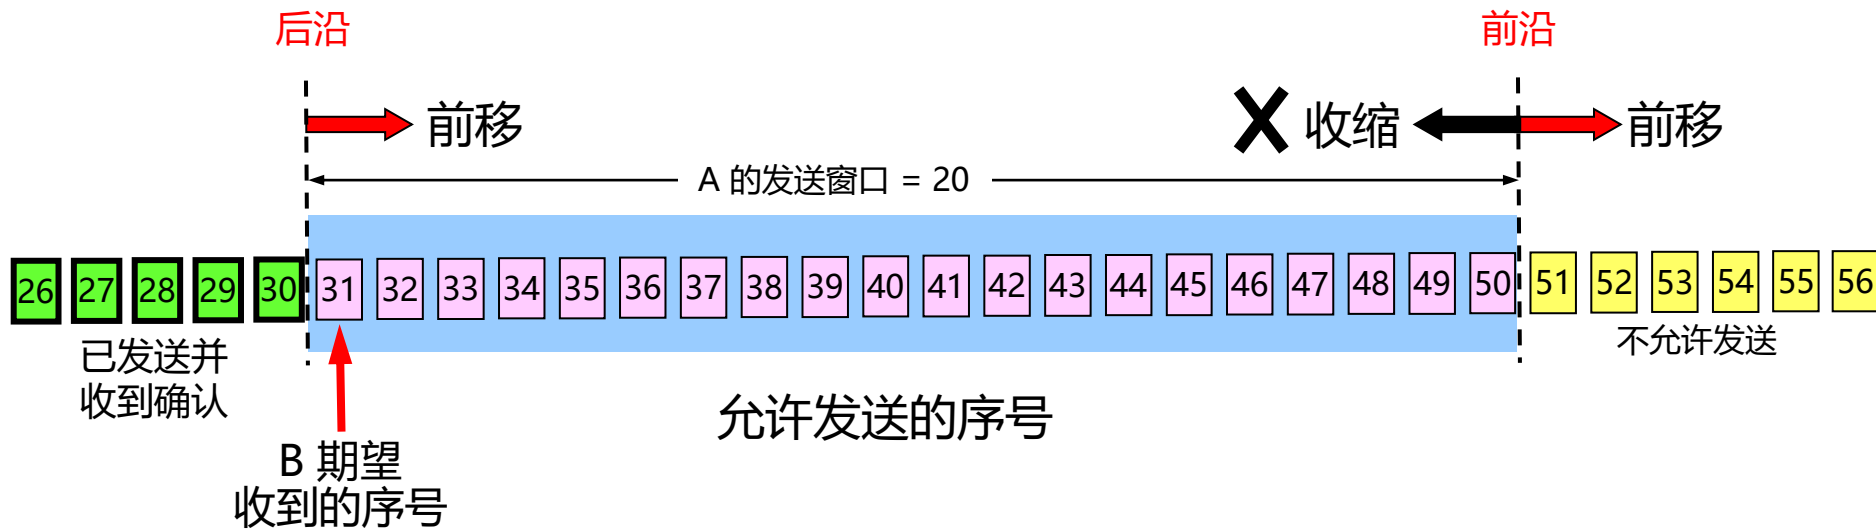 后沿
前沿
前移
X 收缩
前移
A 的发送窗口 = 20
26 27 28 29 30 31 32 33 34 35 36 37 38 39 40 41 42 43 44 45 46 47 48 49 50 51 52 53 54 55 56
已发送并
收到确认
不允许发送
允许发送的序号
B 期望
收到的序号